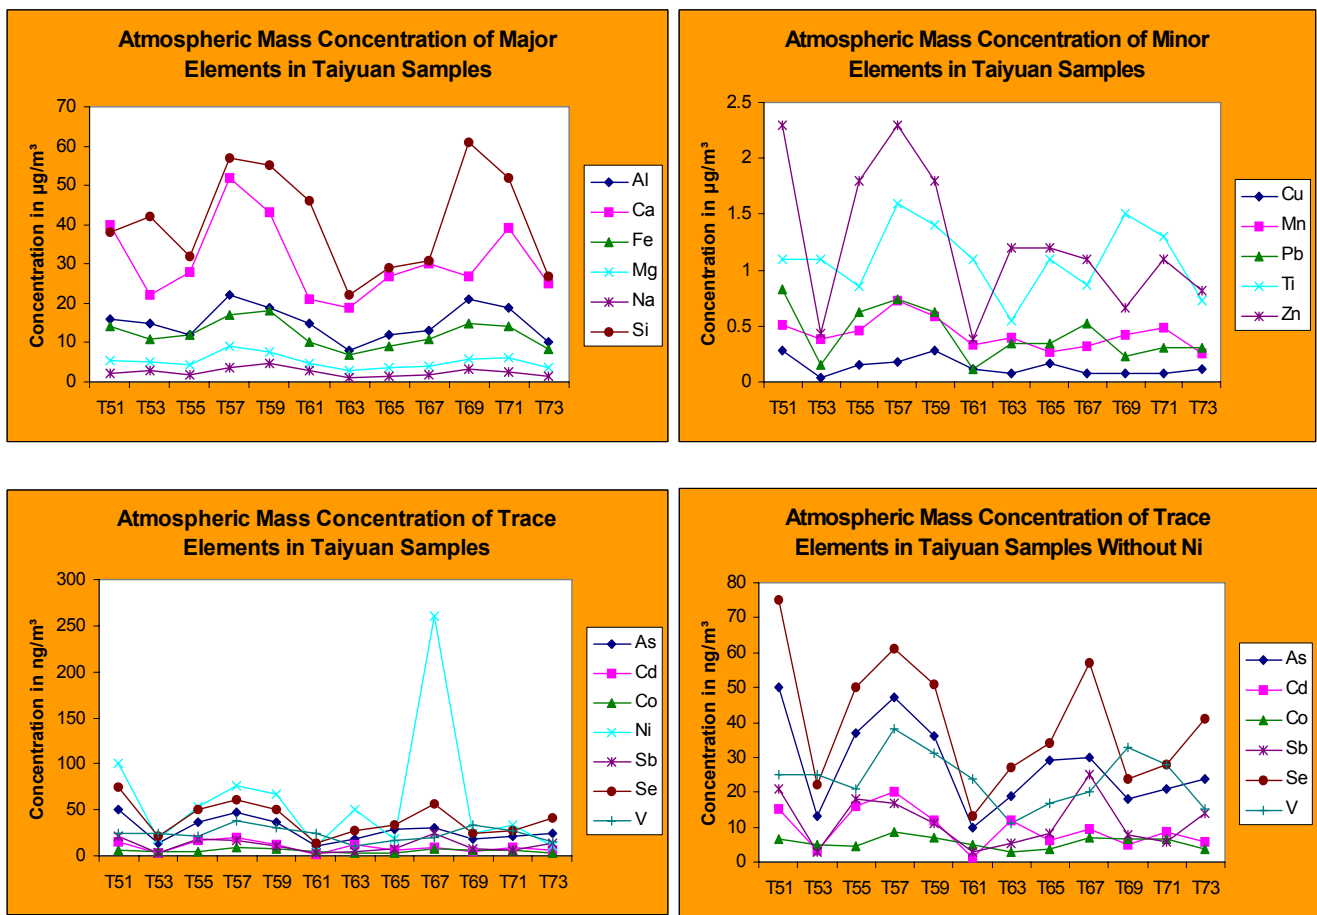 Atmospheric Mass Concentration of Major
Elements in Taiyuan Samples
Concentration in µg/m³
70
60
50
40
30
20
10
0
T51 T53 T55 T57 T59 T61 T63 T65 T67 T69 T71 T73
Al
Ca
Fe
Mg
Na
Si
Atmospheric Mass Concentration of Minor
Elements in Taiyuan Samples
Concentration in µg/m³
2.5
2
1.5
1
0.5
0
T51 T53 T55 T57 T59 T61 T63 T65 T67 T69 T71 T73
Cu
Mn
Pb
Ti
Zn
Atmospheric Mass Concentration of Trace
Elements in Taiyuan Samples
Concentration in ng/m³
300
250
200
150
100
50
0
T51 T53 T55 T57 T59 T61 T63 T65 T67 T69 T71 T73
As
Cd
Co
Ni
Sb
Se
V
Atmospheric Mass Concentration of Trace
Elements in Taiyuan Samples Without Ni
Concentration in ng/m³
80
70
60
50
40
30
20
10
0
T51 T53 T55 T57 T59 T61 T63 T65 T67 T69 T71 T73
As
Cd
Co
Sb
Se
V